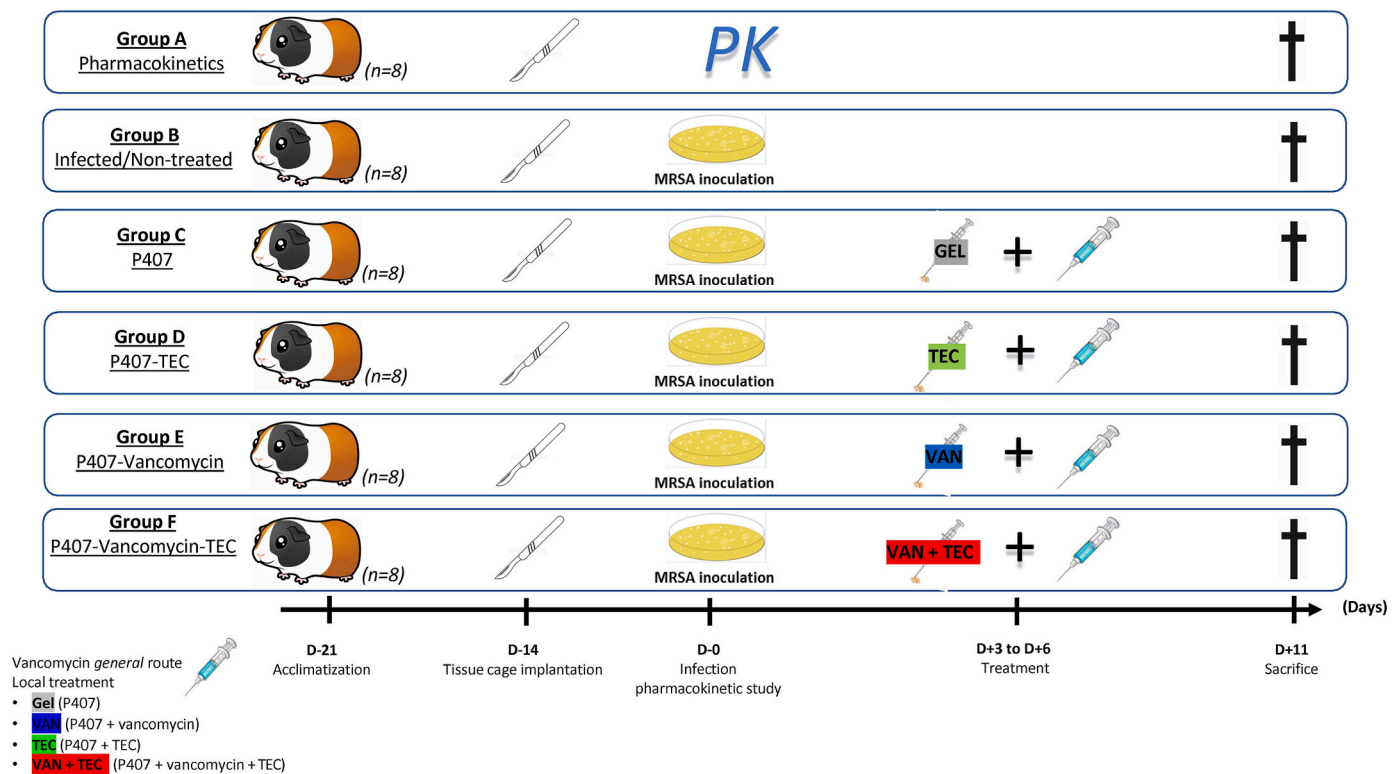 Group A
Pharmacokinetics
(n=8)
PK
Group B
Infected/Non-treated
(n=8)
MRSA inoculation
Group C
P407
(n=8)
MRSA inoculation
GEL
+
Group D
P407-TEC
(n=8)
MRSA inoculation
TEC
+
Group E
P407-Vancomycin
(n=8)
MRSA inoculation
VAN
+
Group F
P407-Vancomycin-TEC
(n=8)
MRSA inoculation
VAN + TEC
+
(Days)
D-21
Acclimatization
D-14
Tissue cage implantation
D-0
Infection
pharmacokinetic study
D+3 to D+6
Treatment
D+11
Sacrifice
Vancomycin general route
Local treatment
• Gel (P407)
• VAN (P407 + vancomycin)
• TEC (P407 + TEC)
• VAN + TEC (P407 + vancomycin + TEC)